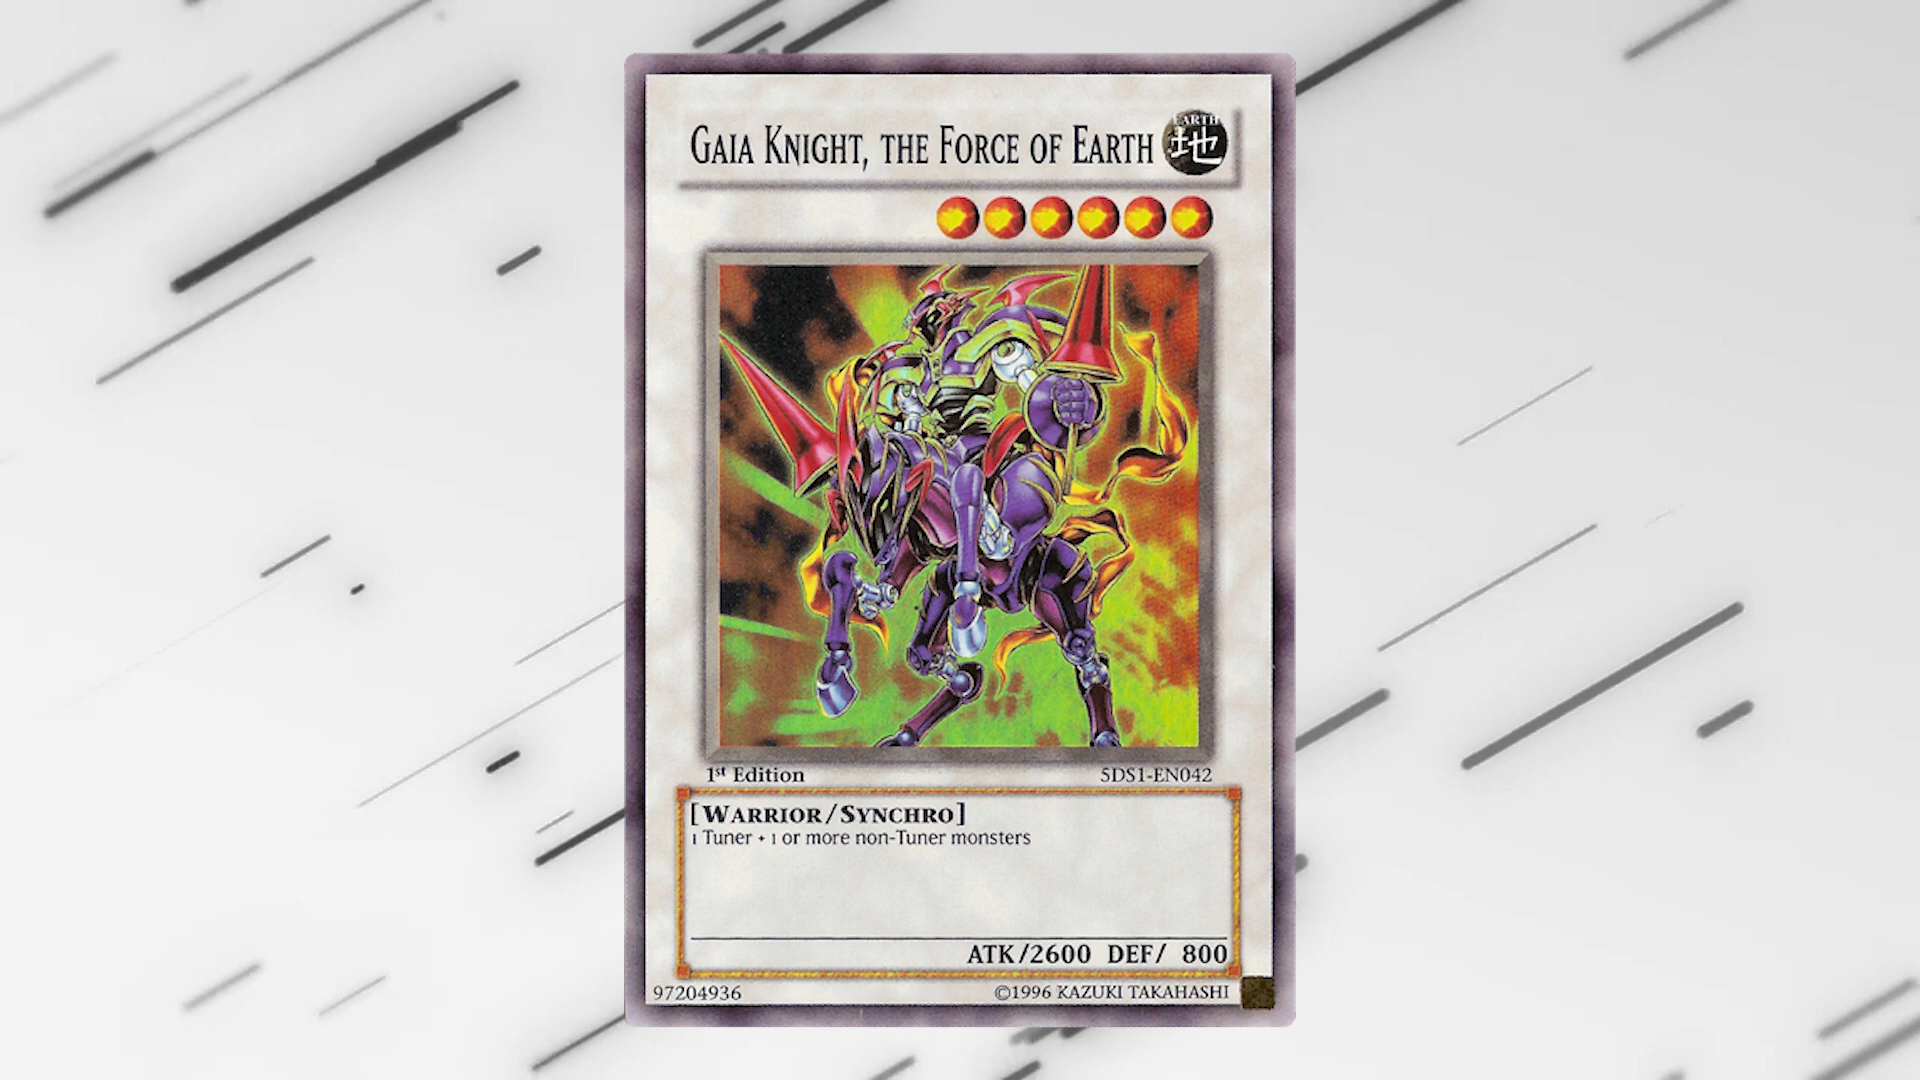 GAIA KNIGHT, THE FORCE OF EARTH
EARTH
地
1st Edition
5DS1-EN042
[WARRIOR/SYNCHRO]
1 Tuner + 1 or more non-Tuner monsters
ATK/2600 DEF/ 800
97204936
©1996 KAZUKI TAKAHASHI